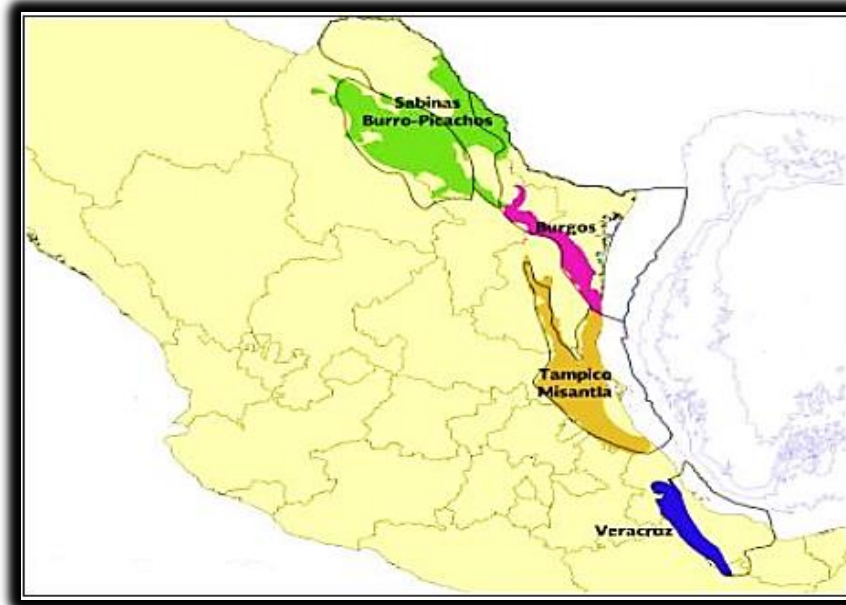 Sabinas
Burro-Picachos
Burgos
Tampico
Misantla
Veracruz